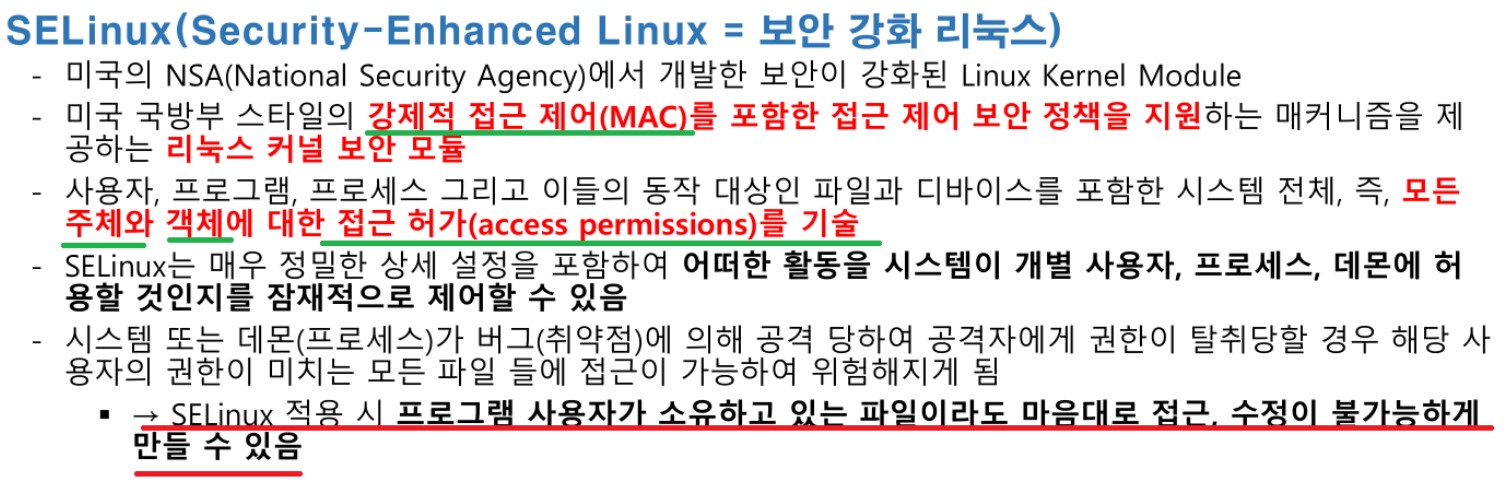 SELinux(Security-Enhanced Linux = 보안 강화 리눅스)
- 미국의 NSA(National Security Agency)에서 개발한 보안이 강화된 Linux Kernel Module
- 미국 국방부 스타일의 강제적 접근 제어(MAC)를 포함한 접근 제어 보안 정책을 지원하는 매커니즘을 제
공하는 리눅스 커널 보안 모듈
- 사용자, 프로그램, 프로세스 그리고 이들의 동작 대상인 파일과 디바이스를 포함한 시스템 전체, 즉, 모든
주체와 객체에 대한 접근 허가(access permissions)를 기술
- SELinux는 매우 정밀한 상세 설정을 포함하여 어떠한 활동을 시스템이 개별 사용자, 프로세스, 데몬에 허
용할 것인지를 잠재적으로 제어할 수 있음
- 시스템 또는 데몬(프로세스)가 버그(취약점)에 의해 공격 당하여 공격자에게 권한이 탈취당할 경우 해당 사
용자의 권한이 미치는 모든 파일 들에 접근이 가능하여 위험해지게 됨
▪ → SELinux 적용 시 프로그램 사용자가 소유하고 있는 파일이라도 마음대로 접근, 수정이 불가능하게
만들 수 있음